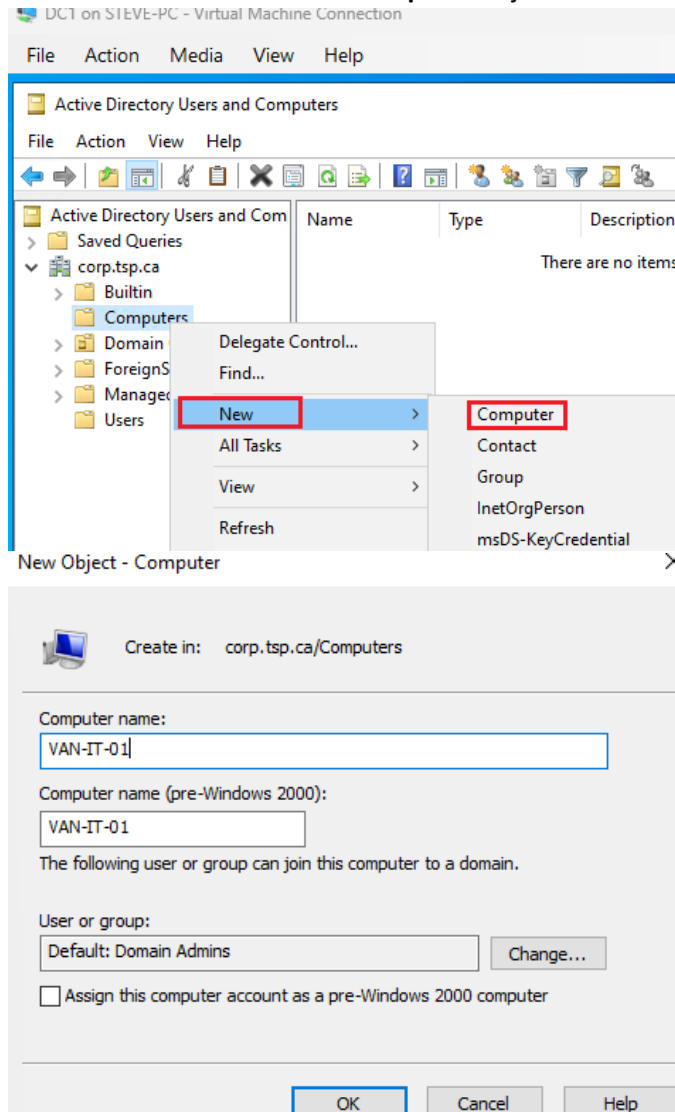 DC1 on STEVE-PC - Virtual Machine Connection
File Action Media View Help
Active Directory Users and Computers
File Action View Help
Active Directory Users and Com
Name Type Description
Saved Queries
There are no items
corp.tsp.ca
Builtin
Computers
Domain
ForeignS
Managed
Users
Delegate Control...
Find...
New
All Tasks
View
Refresh
Computer
Contact
Group
InetOrgPerson
msDS-KeyCredential
New Object - Computer
Create in: corp.tsp.ca/Computers
Computer name:
VAN-IT-01
Computer name (pre-Windows 2000):
VAN-IT-01
The following user or group can join this computer to a domain.
User or group:
Default: Domain Admins
Change...
Assign this computer account as a pre-Windows 2000 computer
OK Cancel Help